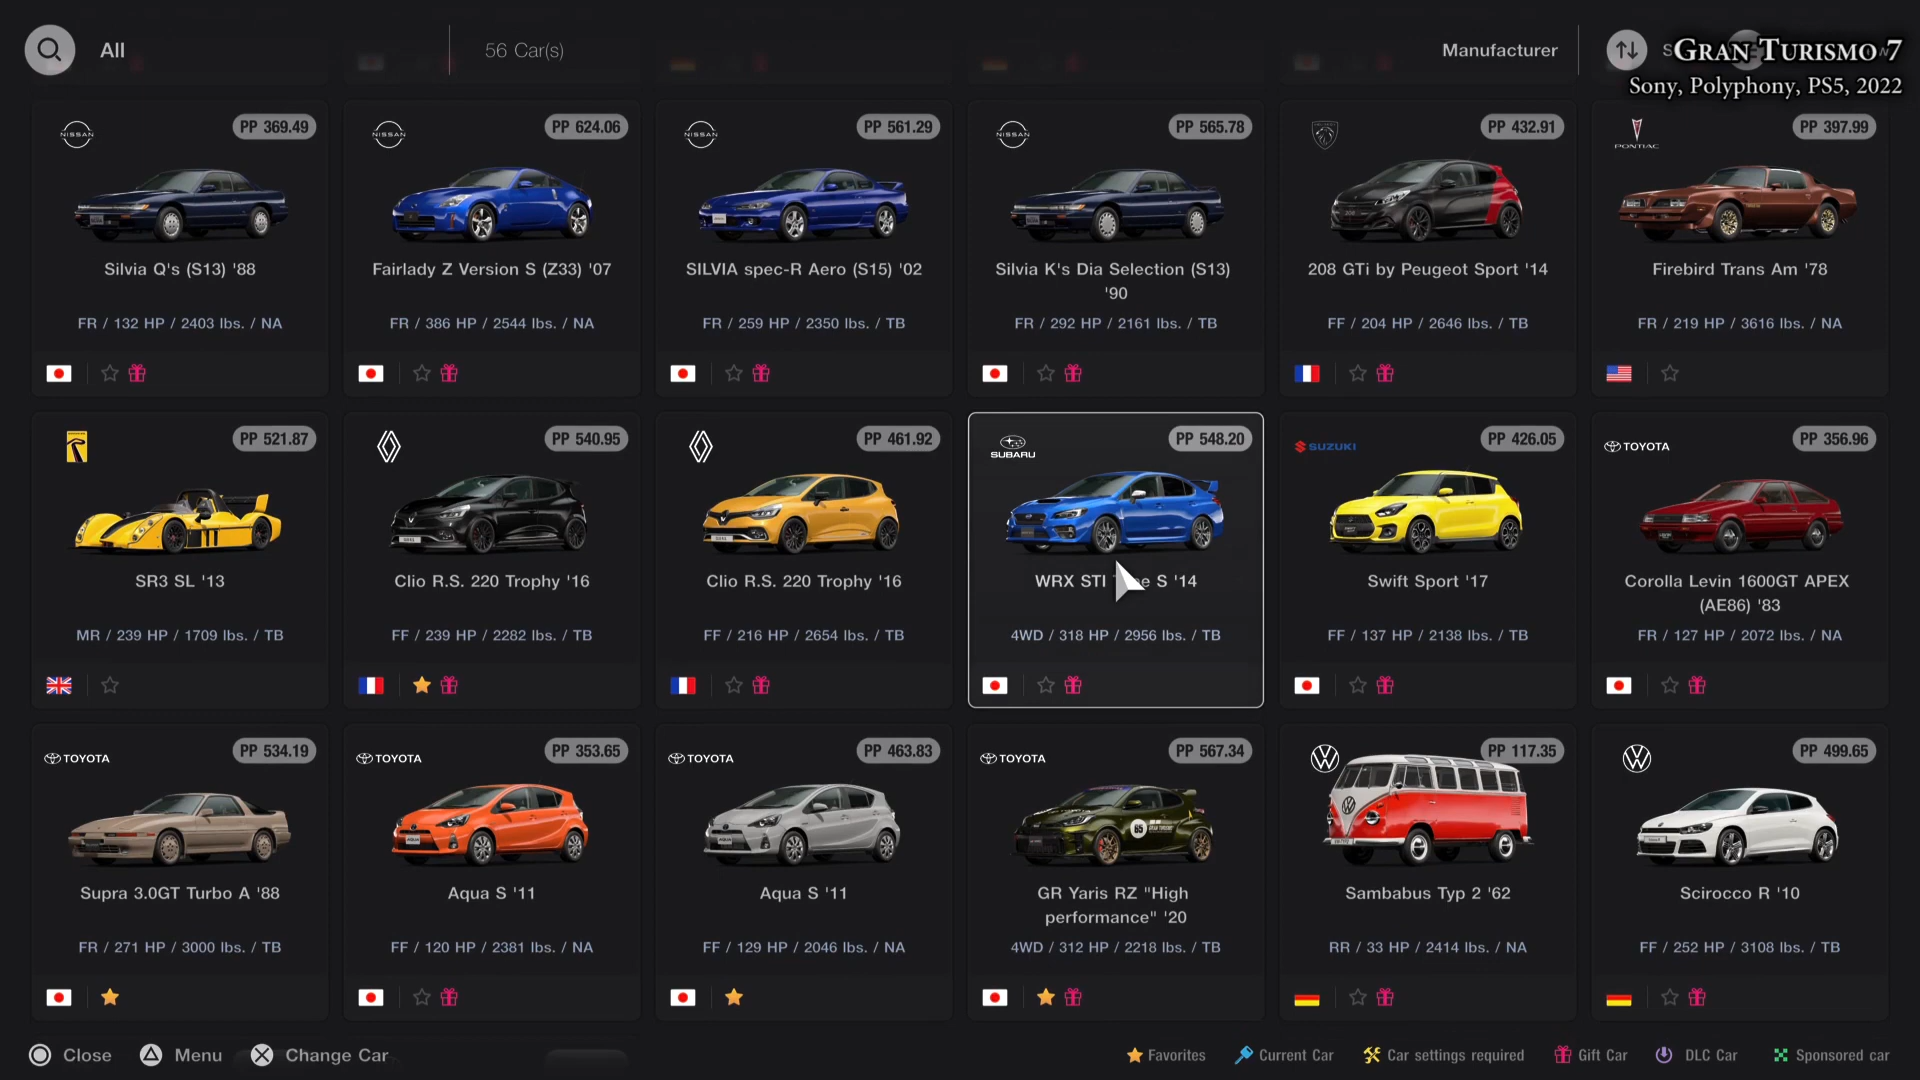 All
56 Car(s)
Manufacturer
GRAN TURISMO 7
Sony, Polyphony, PS5, 2022
NISSAN
PP 369.49
Silvia Q's (S13) '88
FR / 132 HP / 2403 lbs. / NA
NISSAN
PP 624.06
Fairlady Z Version S (Z33) '07
FR / 386 HP / 2544 lbs. / NA
NISSAN
PP 561.29
SILVIA spec-R Aero (S15) '02
FR / 259 HP / 2350 lbs. / TB
NISSAN
PP 565.78
Silvia K's Dia Selection (S13)
'90
FR / 292 HP / 2161 lbs. / TB
PP 432.91
208 GTi by Peugeot Sport '14
FF / 204 HP / 2646 lbs. / TB
PONTIAC
PP 397.99
Firebird Trans Am '78
FR / 219 HP / 3616 lbs. / NA
PP 521.87
SR3 SL '13
MR / 239 HP / 1709 lbs. / TB
PP 540.95
Clio R.S. 220 Trophy '16
FF / 239 HP / 2282 lbs. / TB
PP 461.92
Clio R.S. 220 Trophy '16
FF / 216 HP / 2654 lbs. / TB
SUBARU
PP 548.20
WRX STI S '14
4WD / 318 HP / 2956 lbs. / TB
SUZUKI
PP 426.05
Swift Sport '17
FF / 137 HP / 2138 lbs. / TB
TOYOTA
PP 356.96
Corolla Levin 1600GT APEX
(AE86) '83
FR / 127 HP / 2072 lbs. / NA
TOYOTA
PP 534.19
Supra 3.0GT Turbo A '88
FR / 271 HP / 3000 lbs. / TB
TOYOTA
PP 353.65
Aqua S '11
FF / 120 HP / 2381 lbs. / NA
TOYOTA
PP 463.83
Aqua S '11
FF / 129 HP / 2046 lbs. / NA
TOYOTA
PP 567.34
65
GR Yaris RZ "High
performance" '20
4WD / 312 HP / 2218 lbs. / TB
PP 117.35
Sambabus Typ 2 '62
RR / 33 HP / 2414 lbs. / NA
PP 499.65
Scirocco R '10
FF / 252 HP / 3108 lbs. / TB
Close
Menu
Change Car
Favorites
Current Car
Car settings required
Gift Car
DLC Car
Sponsored car